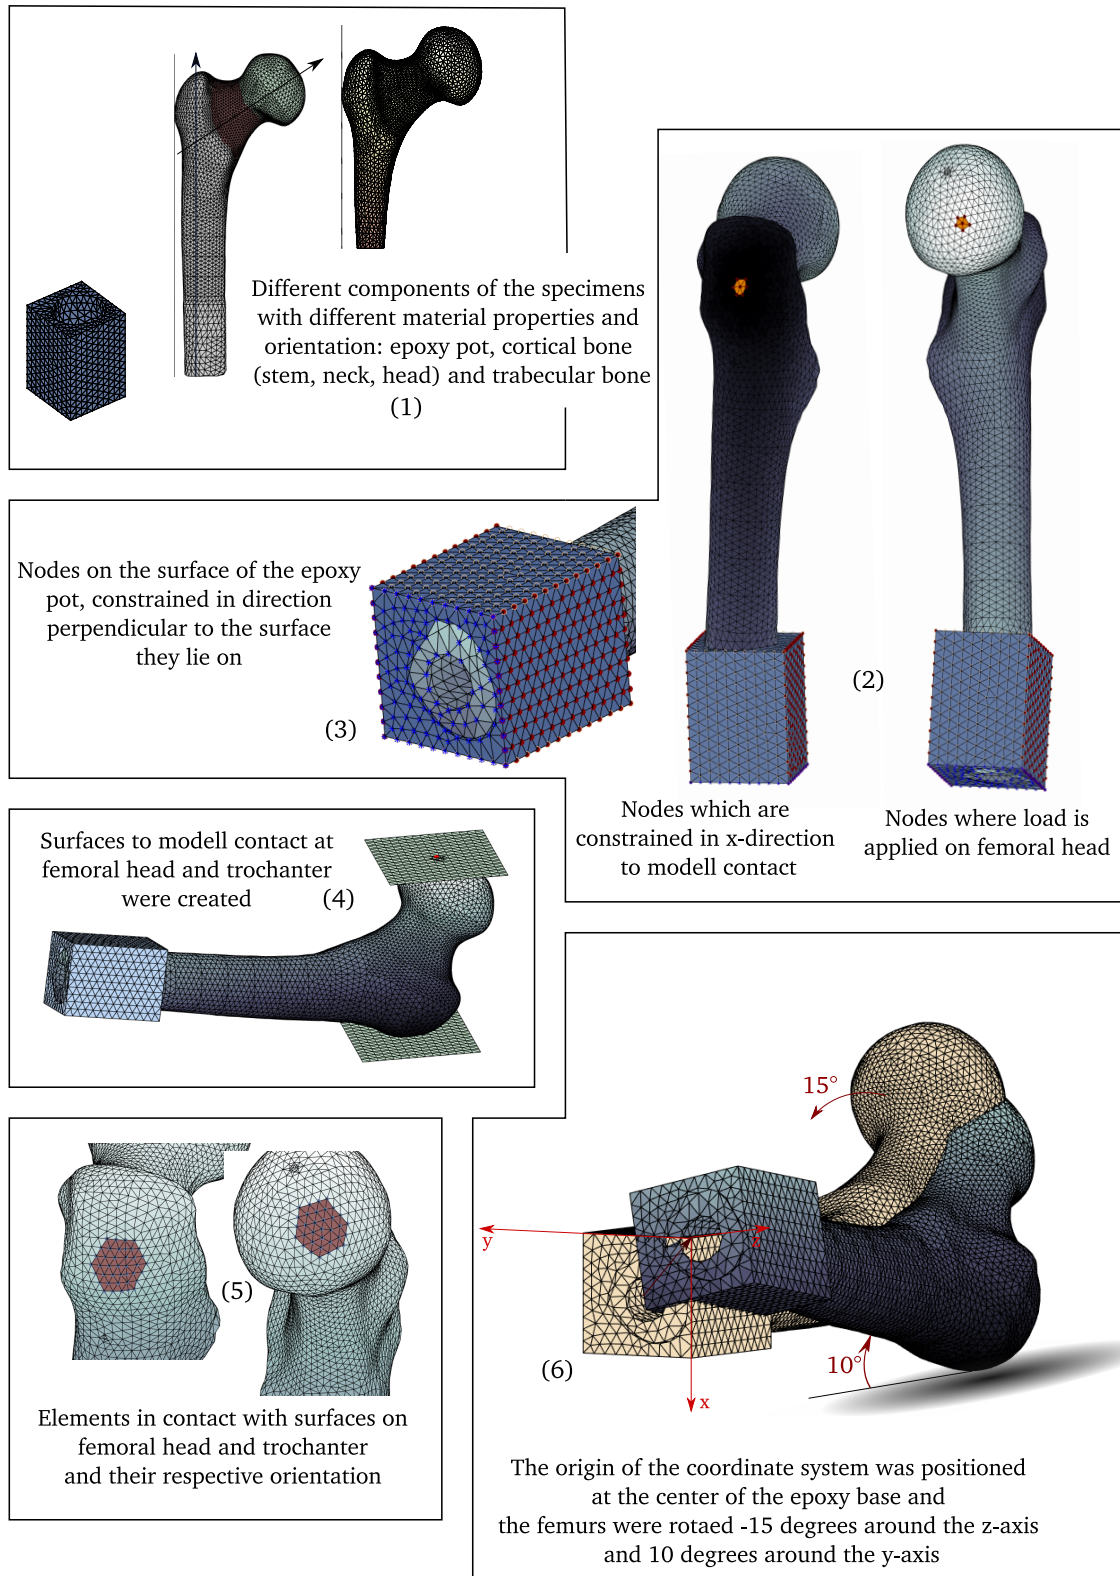 Different components of the specimens
with different material properties and
orientation: epoxy pot, cortical bone
(stem, neck, head) and trabecular bone
(1)
Nodes on the surface of the epoxy
pot, constrained in direction
perpendicular to the surface
they lie on
(3)
(2)
Nodes which are
constrained in x-direction
to modell contact
Nodes where load is
applied on femoral head
Surfaces to modell contact at
femoral head and trochanter
were created
(4)
(5)
Elements in contact with surfaces on
femoral head and trochanter
and their respective orientation
15°
y
z
x
10°
(6)
The origin of the coordinate system was positioned
at the center of the epoxy base and
the femurs were rotaed -15 degrees around the z-axis
and 10 degrees around the y-axis